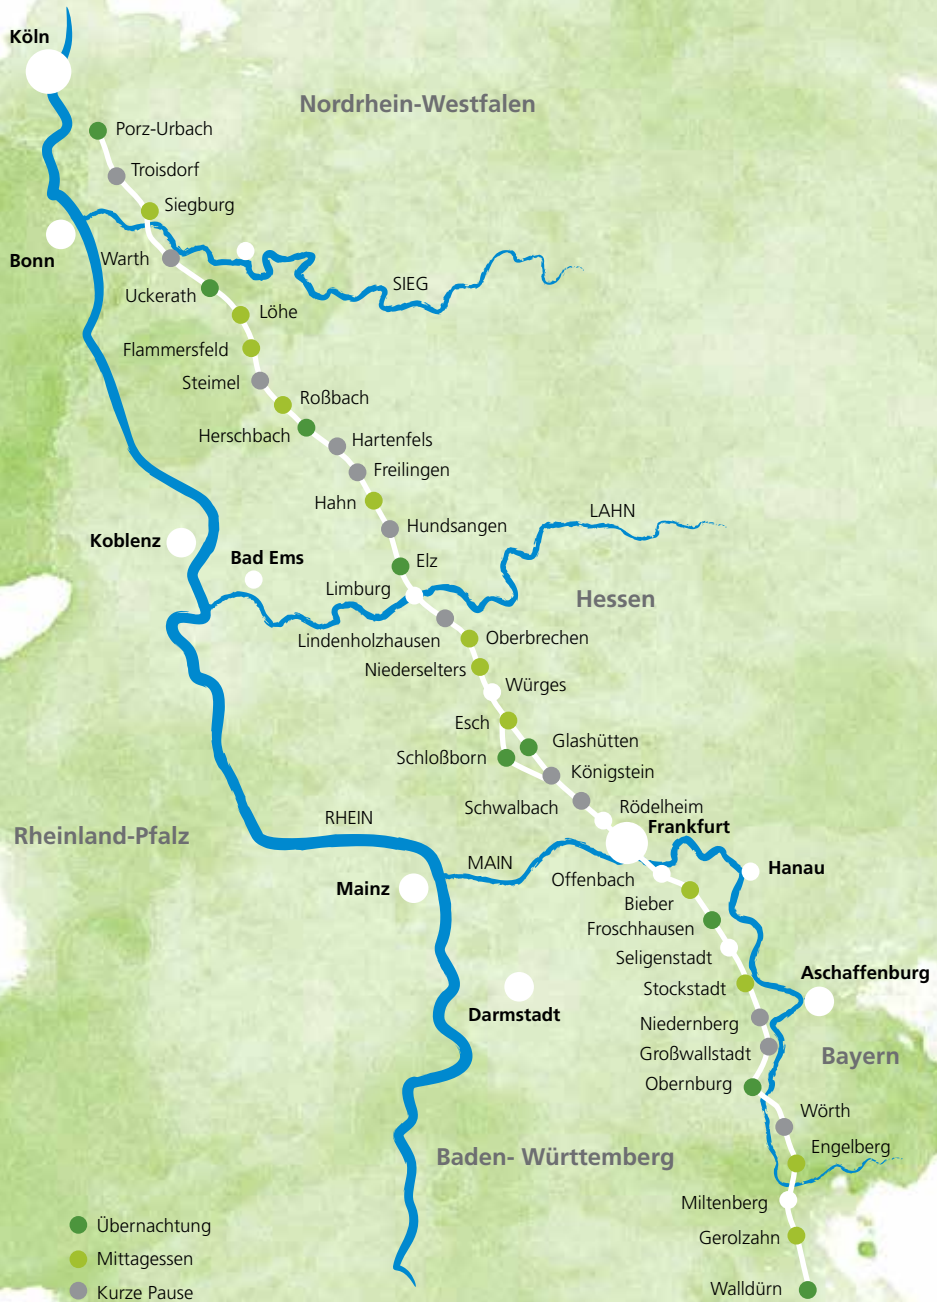 Köln
Nordrhein-Westfalen
Porz-Urbach
Troisdorf
Siegburg
Bonn
Warth
SIEG
Uckerath
Löhe
Flammersfeld
Steimel
Roßbach
Herschbach
Hartenfels
Freilingen
Hahn
LAHN
Hundsangen
Koblenz
Bad Ems
Elz
Limburg
Hessen
Lindenholzhausen
Oberbrechen
Niederselters
Würges
Esch
Glashütten
Schloßborn
Königstein
Schwalbach
Rödelheim
RHEIN
Frankfurt
Rheinland-Pfalz
MAIN
Hanau
Offenbach
Mainz
Bieber
Froschhausen
Seligenstadt
Aschaffenburg
Stockstadt
Darmstadt
Niedernberg
Großwallstadt
Bayern
Obernburg
Wörth
Engelberg
Baden- Württemberg
Miltenberg
Übernachtung
Gerolzahn
Mittagessen
Walldürn
Kurze Pause